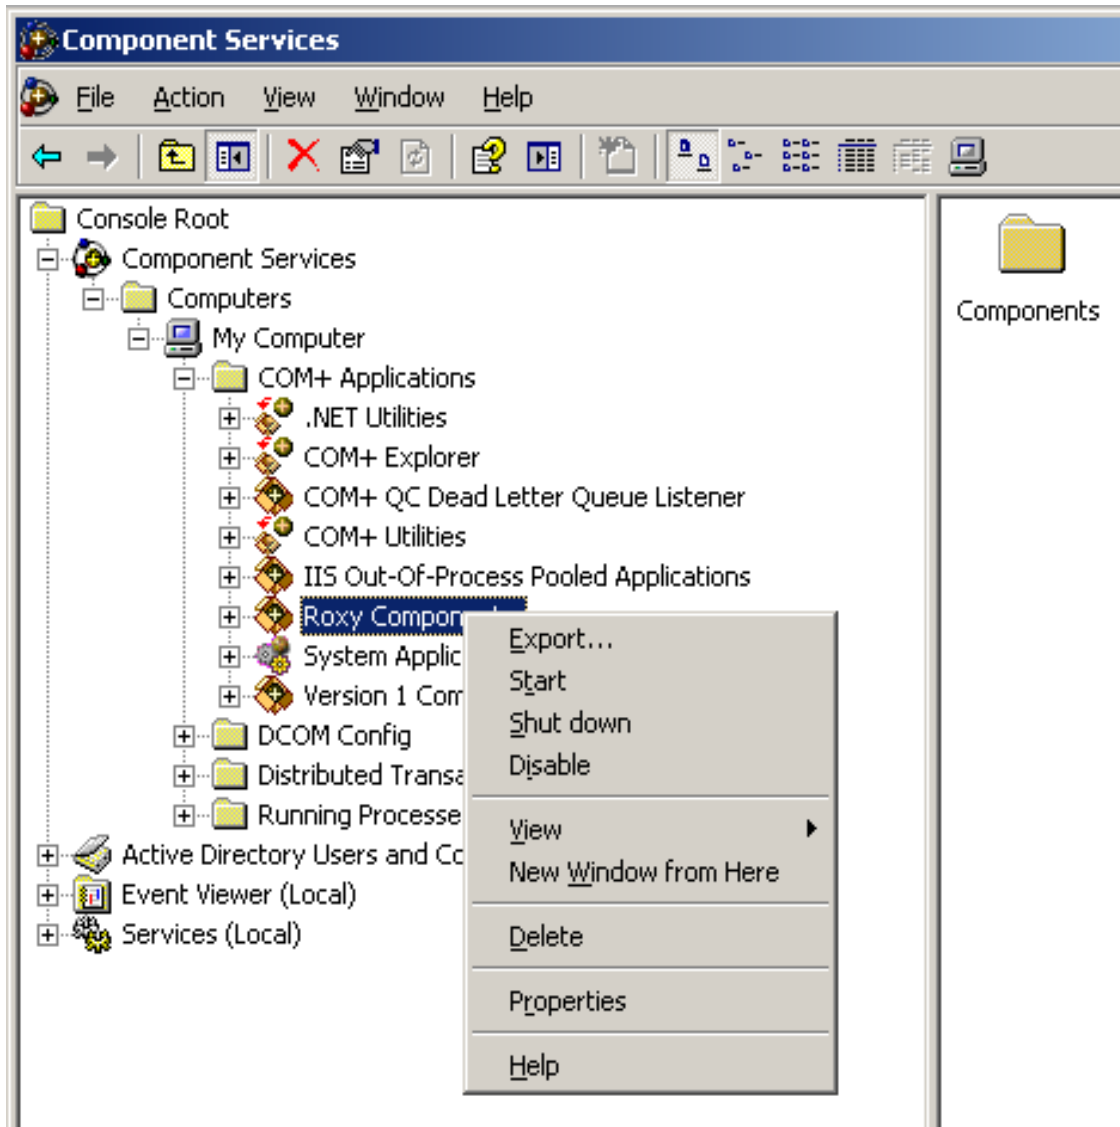 Component Services
File Action View Window Help
Console Root
Component Services
Computers
My Computer
COM+ Applications
.NET Utilities
COM+ Explorer
COM+ QC Dead Letter Queue Listener
COM+ Utilities
IIS Out-Of-Process Pooled Applications
Roxy Component
System Applic
Version 1 Com
DCOM Config
Distributed Transa
Running Processe
Active Directory Users and Co
Event Viewer (Local)
Services (Local)
Export...
Start
Shut down
Disable
View
New Window from Here
Delete
Properties
Help
Components